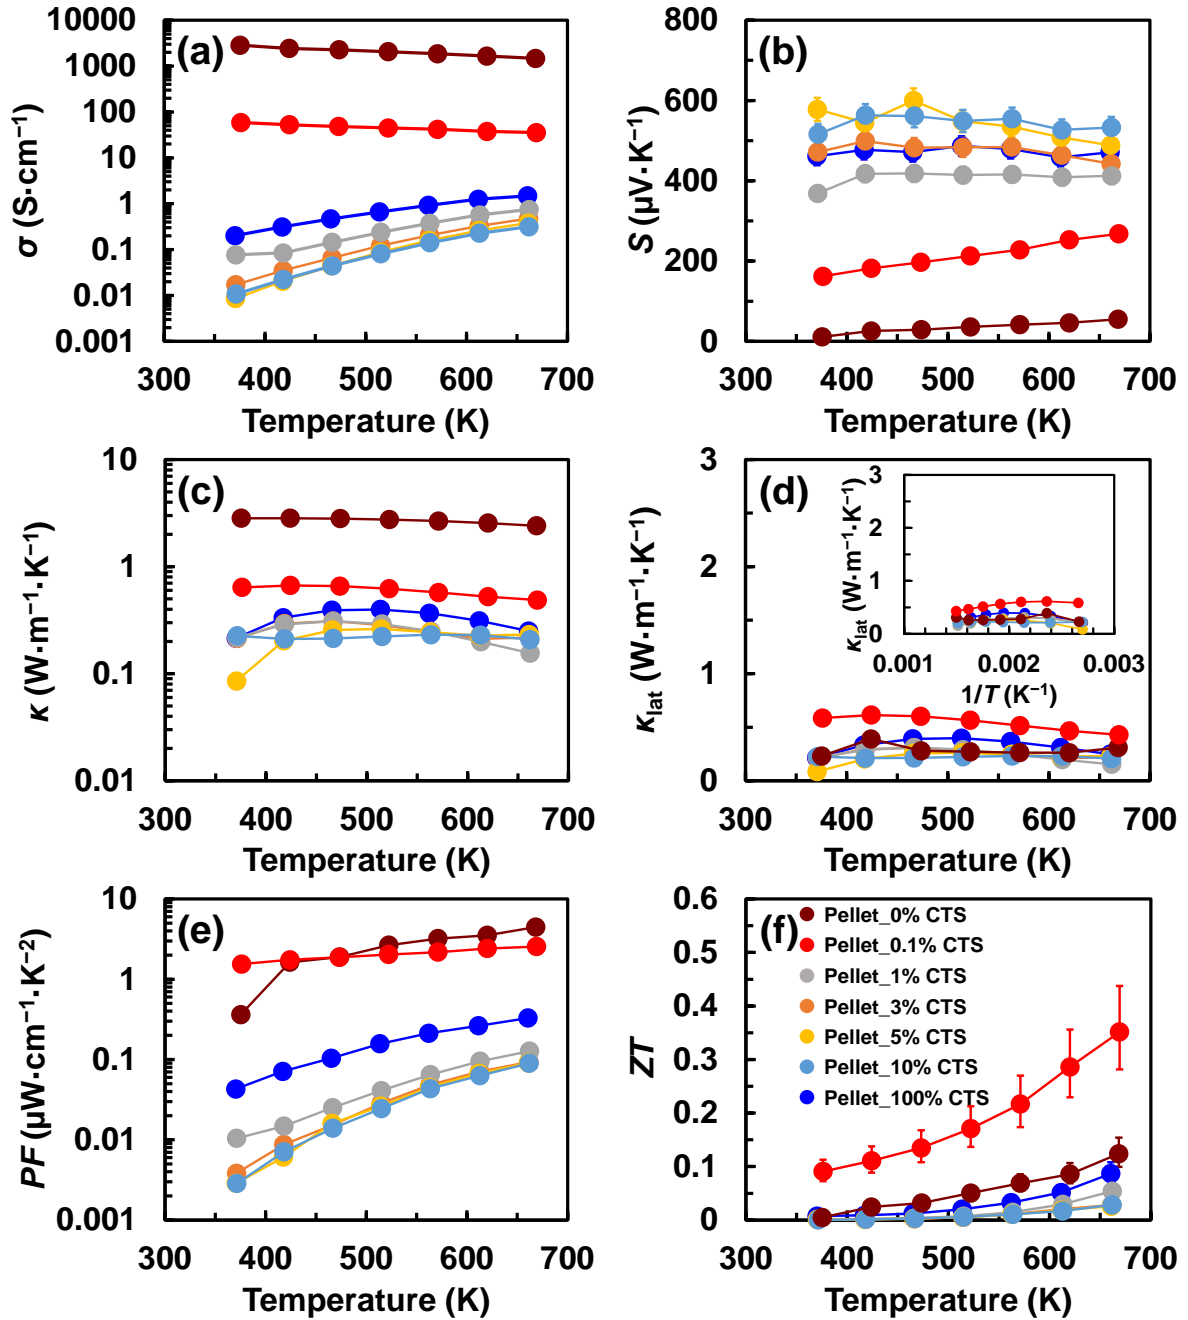 (a)
σ (S·cm⁻¹)
10000
1000
100
10
1
0.1
0.01
0.001
300 400 500 600 700
Temperature (K)
(b)
S (µV·K⁻¹)
800
600
400
200
0
300 400 500 600 700
Temperature (K)
(c)
κ (W·m⁻¹·K⁻¹)
10
1
0.1
0.01
300 400 500 600 700
Temperature (K)
(d)
κlat (W·m⁻¹·K⁻¹)
3
2
1
0
300 400 500 600 700
Temperature (K)
κlat (W·m⁻¹·K⁻¹)
3
2
1
0
0.001 0.002 0.003
1/T (K⁻¹)
(e)
PF (µW·cm⁻¹·K⁻²)
10
1
0.1
0.01
0.001
300 400 500 600 700
Temperature (K)
(f)
ZT
0.6
0.5
0.4
0.3
0.2
0.1
0
Pellet_0% CTS
Pellet_0.1% CTS
Pellet_1% CTS
Pellet_3% CTS
Pellet_5% CTS
Pellet_10% CTS
Pellet_100% CTS
300 400 500 600 700
Temperature (K)